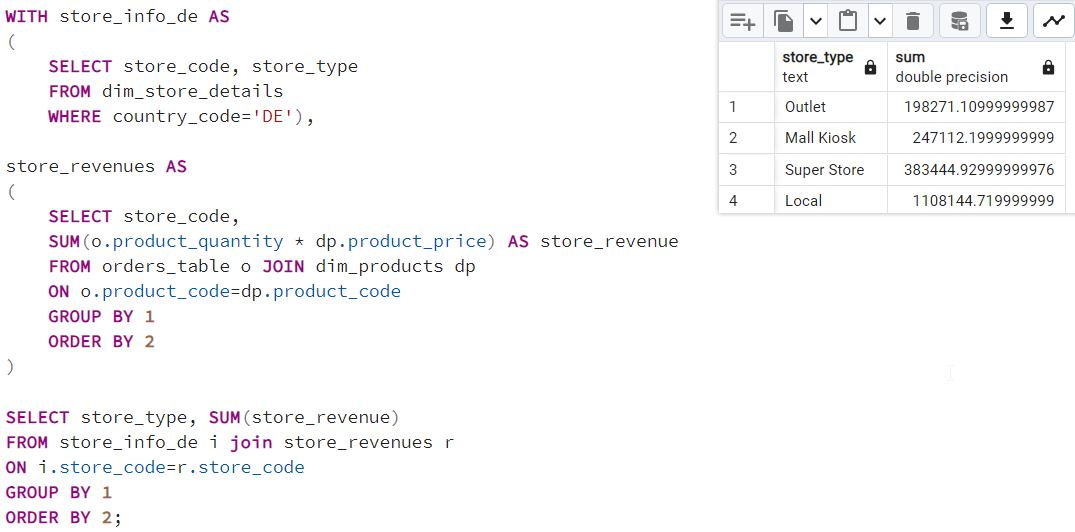 WITH store_info_de AS
(
    SELECT store_code, store_type
    FROM dim_store_details
    WHERE country_code='DE'),

store_revenues AS
(
    SELECT store_code,
    SUM(o.product_quantity * dp.product_price) AS store_revenue
    FROM orders_table o JOIN dim_products dp
    ON o.product_code=dp.product_code
    GROUP BY 1
    ORDER BY 2
)

SELECT store_type, SUM(store_revenue)
FROM store_info_de i join store_revenues r
ON i.store_code=r.store_code
GROUP BY 1
ORDER BY 2;

store_type sum
text double precision
1 Outlet 198271.10999999987
2 Mall Kiosk 247112.1999999999
3 Super Store 383444.92999999976
4 Local 1108144.719999999